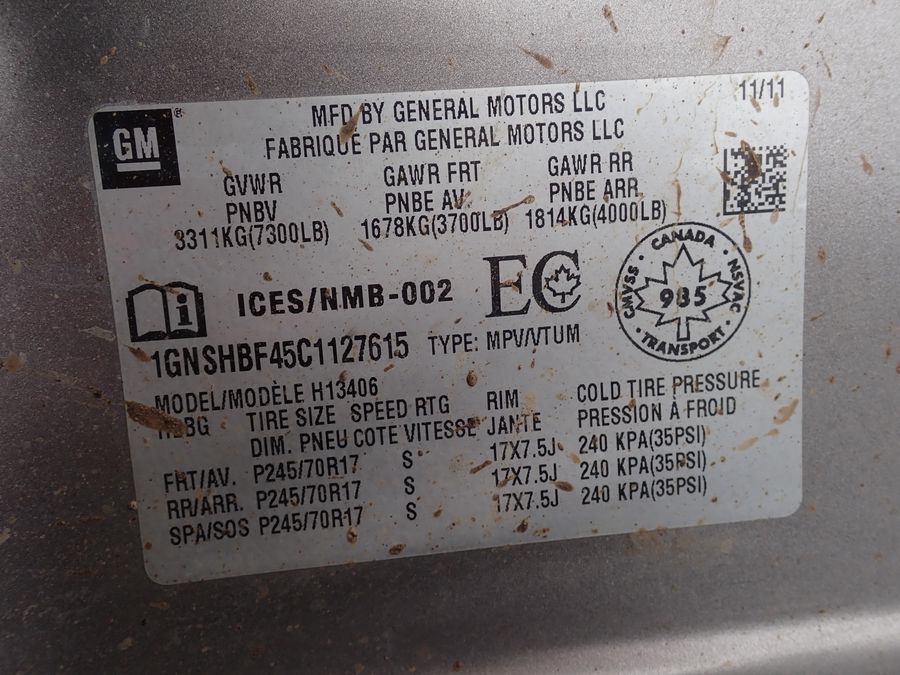 11/11
GM
MFD BY GENERAL MOTORS LLC
FABRIQUE PAR GENERAL MOTORS LLC
GVWR GAWR FRT GAWR RR
PNBV PNBE AV PNBE ARR
3311KG(7300LB) 1678KG(3700LB) 1814KG(4000LB)
i ICES/NMB-002 EC
CANADA
CMVSS 985 NSVAC
TRANSPORT
1GNSHBF45C1127615 TYPE: MPV/VTUM
MODEL/MODÈLE H13406
TIRE SIZE SPEED RTG RIM COLD TIRE PRESSURE
DIM. PNEU COTE VITESSE JANTE PRESSION À FROID
FRT/AV. P245/70R17 S 17X7.5J 240 KPA(35PSI)
RR/ARR. P245/70R17 S 17X7.5J 240 KPA(35PSI)
SPA/SOS P245/70R17 S 17X7.5J 240 KPA(35PSI)